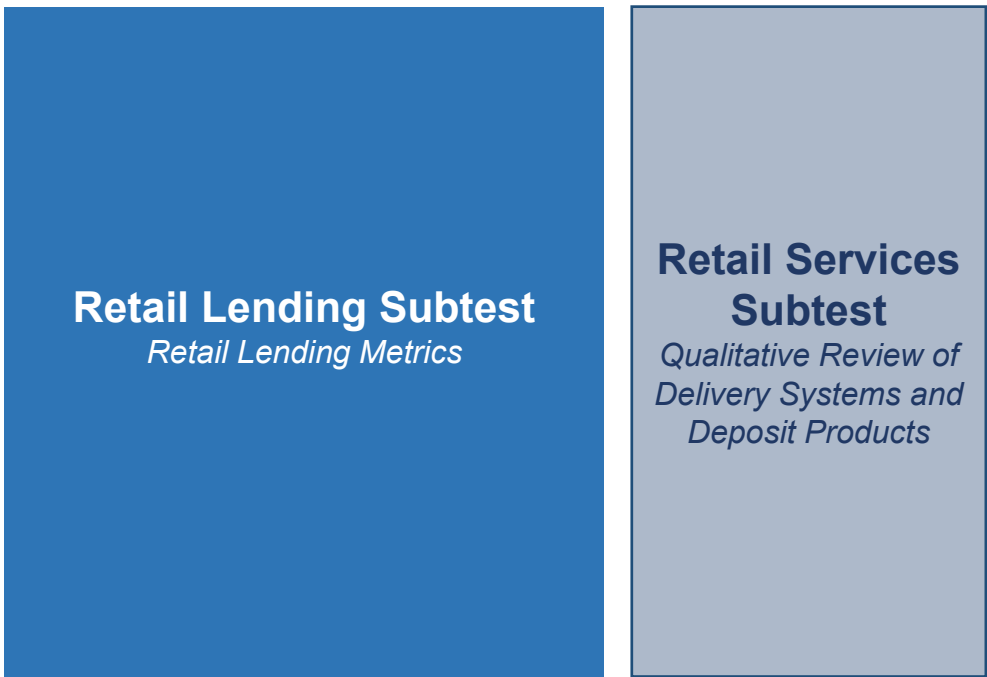 Retail Lending Subtest
Retail Lending Metrics
Retail Services
Subtest
Qualitative Review of
Delivery Systems and
Deposit Products